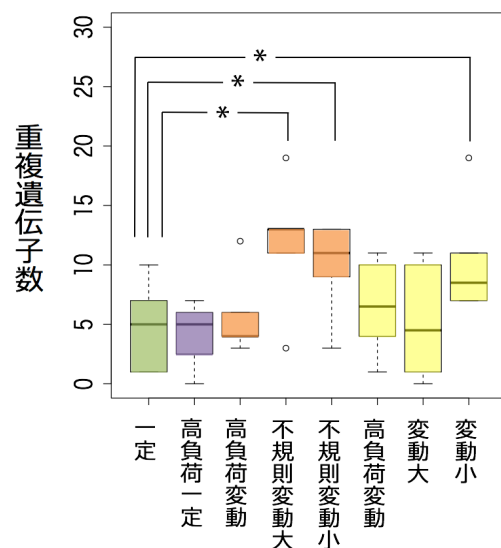 重複遺伝子数
30
25
20
15
10
5
0
*
*
*
一定
高負荷一定
高負荷変動
不規則変動大
不規則変動小
高負荷変動
変動大
変動小